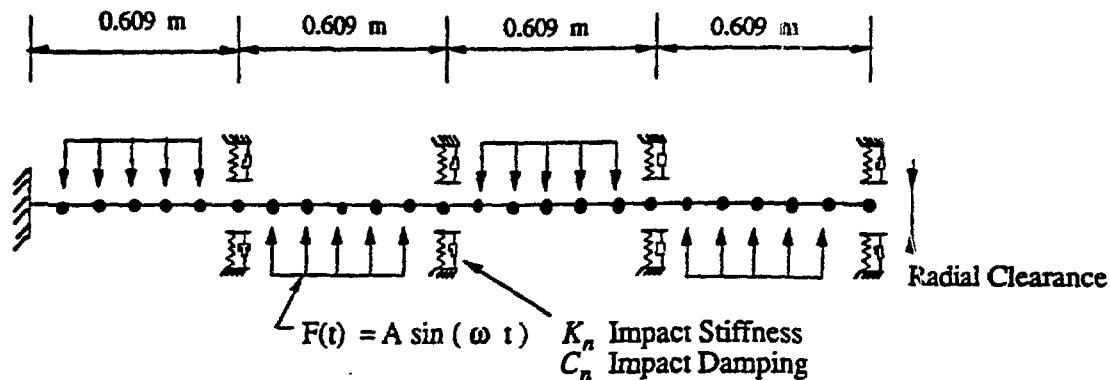 0.609 m 0.609 m 0.609 m 0.609 m
Radial Clearance
F(t) = A sin ( ω t ) K_n Impact Stiffness
C_n Impact Damping